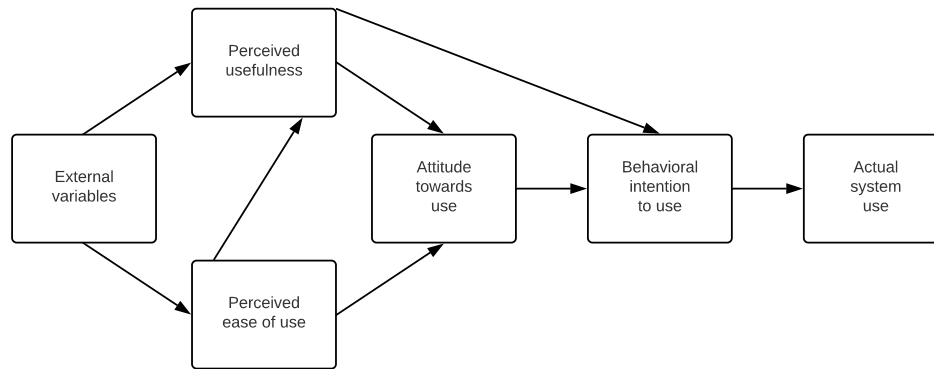 Perceived
usefulness
External
variables
Attitude
towards
use
Behavioral
intention
to use
Actual
system
use
Perceived
ease of use